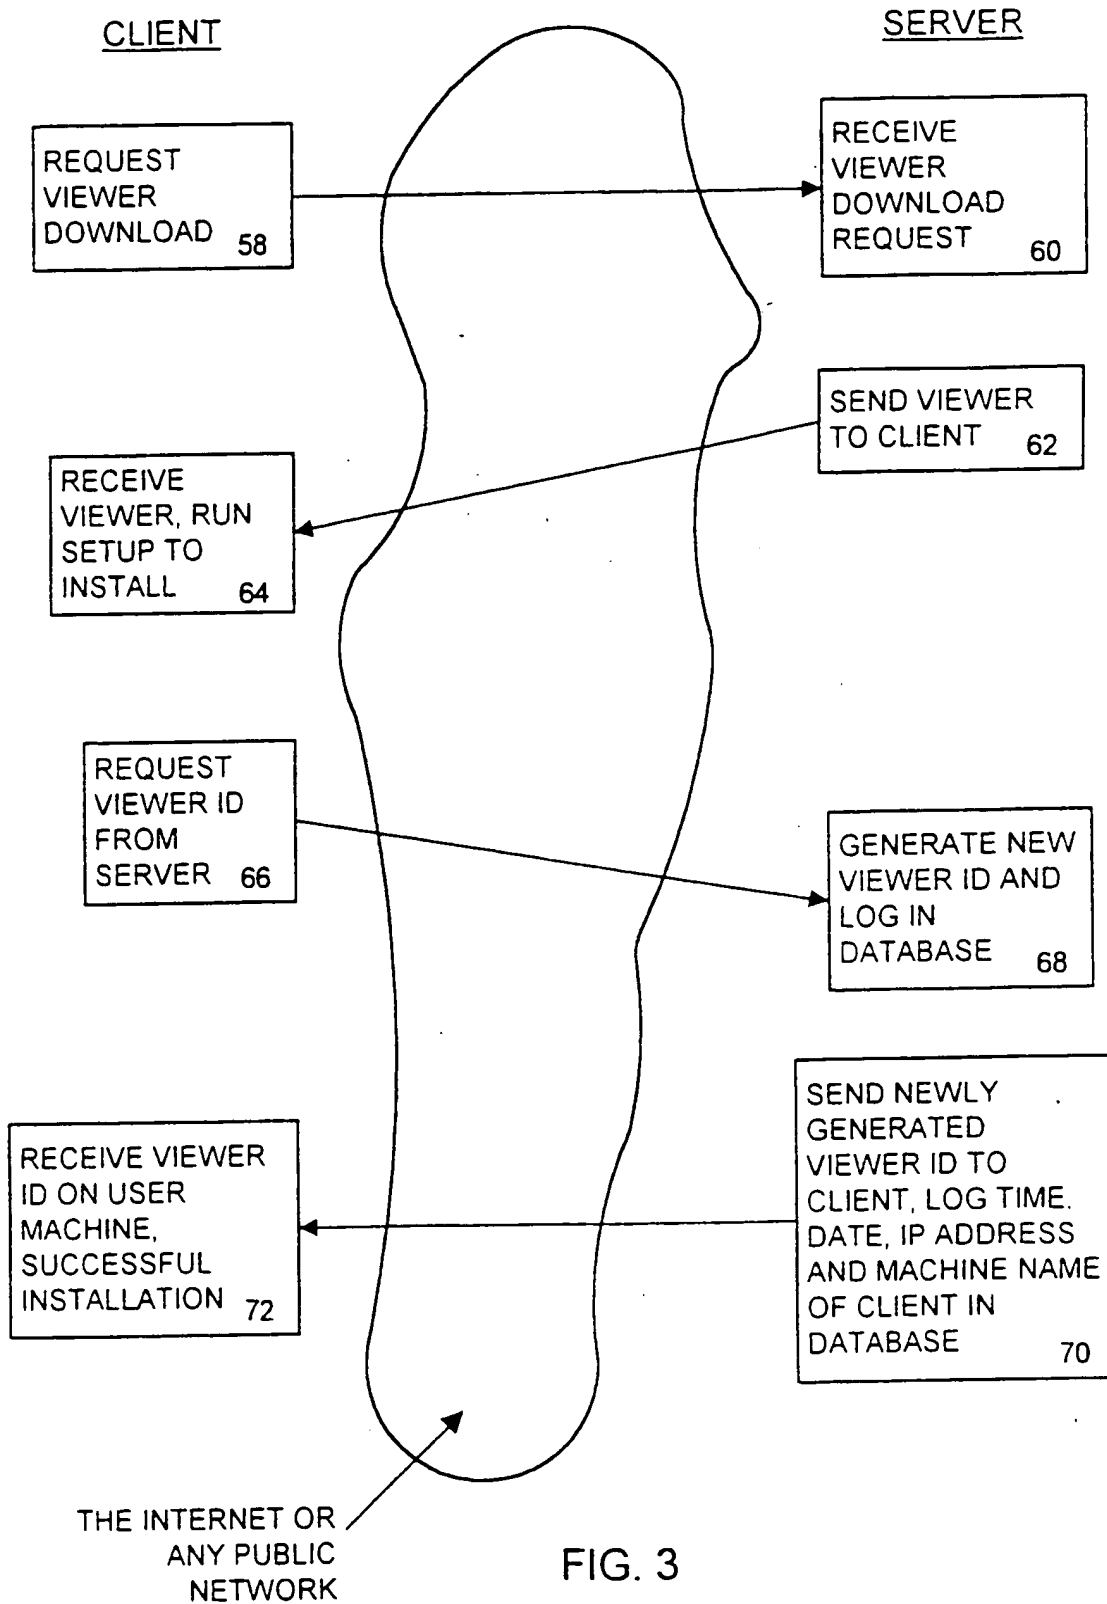 CLIENT
SERVER
REQUEST
VIEWER
DOWNLOAD
58
RECEIVE
VIEWER
DOWNLOAD
REQUEST
60
SEND VIEWER
TO CLIENT
62
RECEIVE
VIEWER, RUN
SETUP TO
INSTALL
64
REQUEST
VIEWER ID
FROM
SERVER
66
GENERATE NEW
VIEWER ID AND
LOG IN
DATABASE
68
SEND NEWLY
GENERATED
VIEWER ID TO
CLIENT, LOG TIME.
DATE, IP ADDRESS
AND MACHINE NAME
OF CLIENT IN
DATABASE
70
RECEIVE VIEWER
ID ON USER
MACHINE,
SUCCESSFUL
INSTALLATION
72
THE INTERNET OR
ANY PUBLIC
NETWORK
FIG. 3